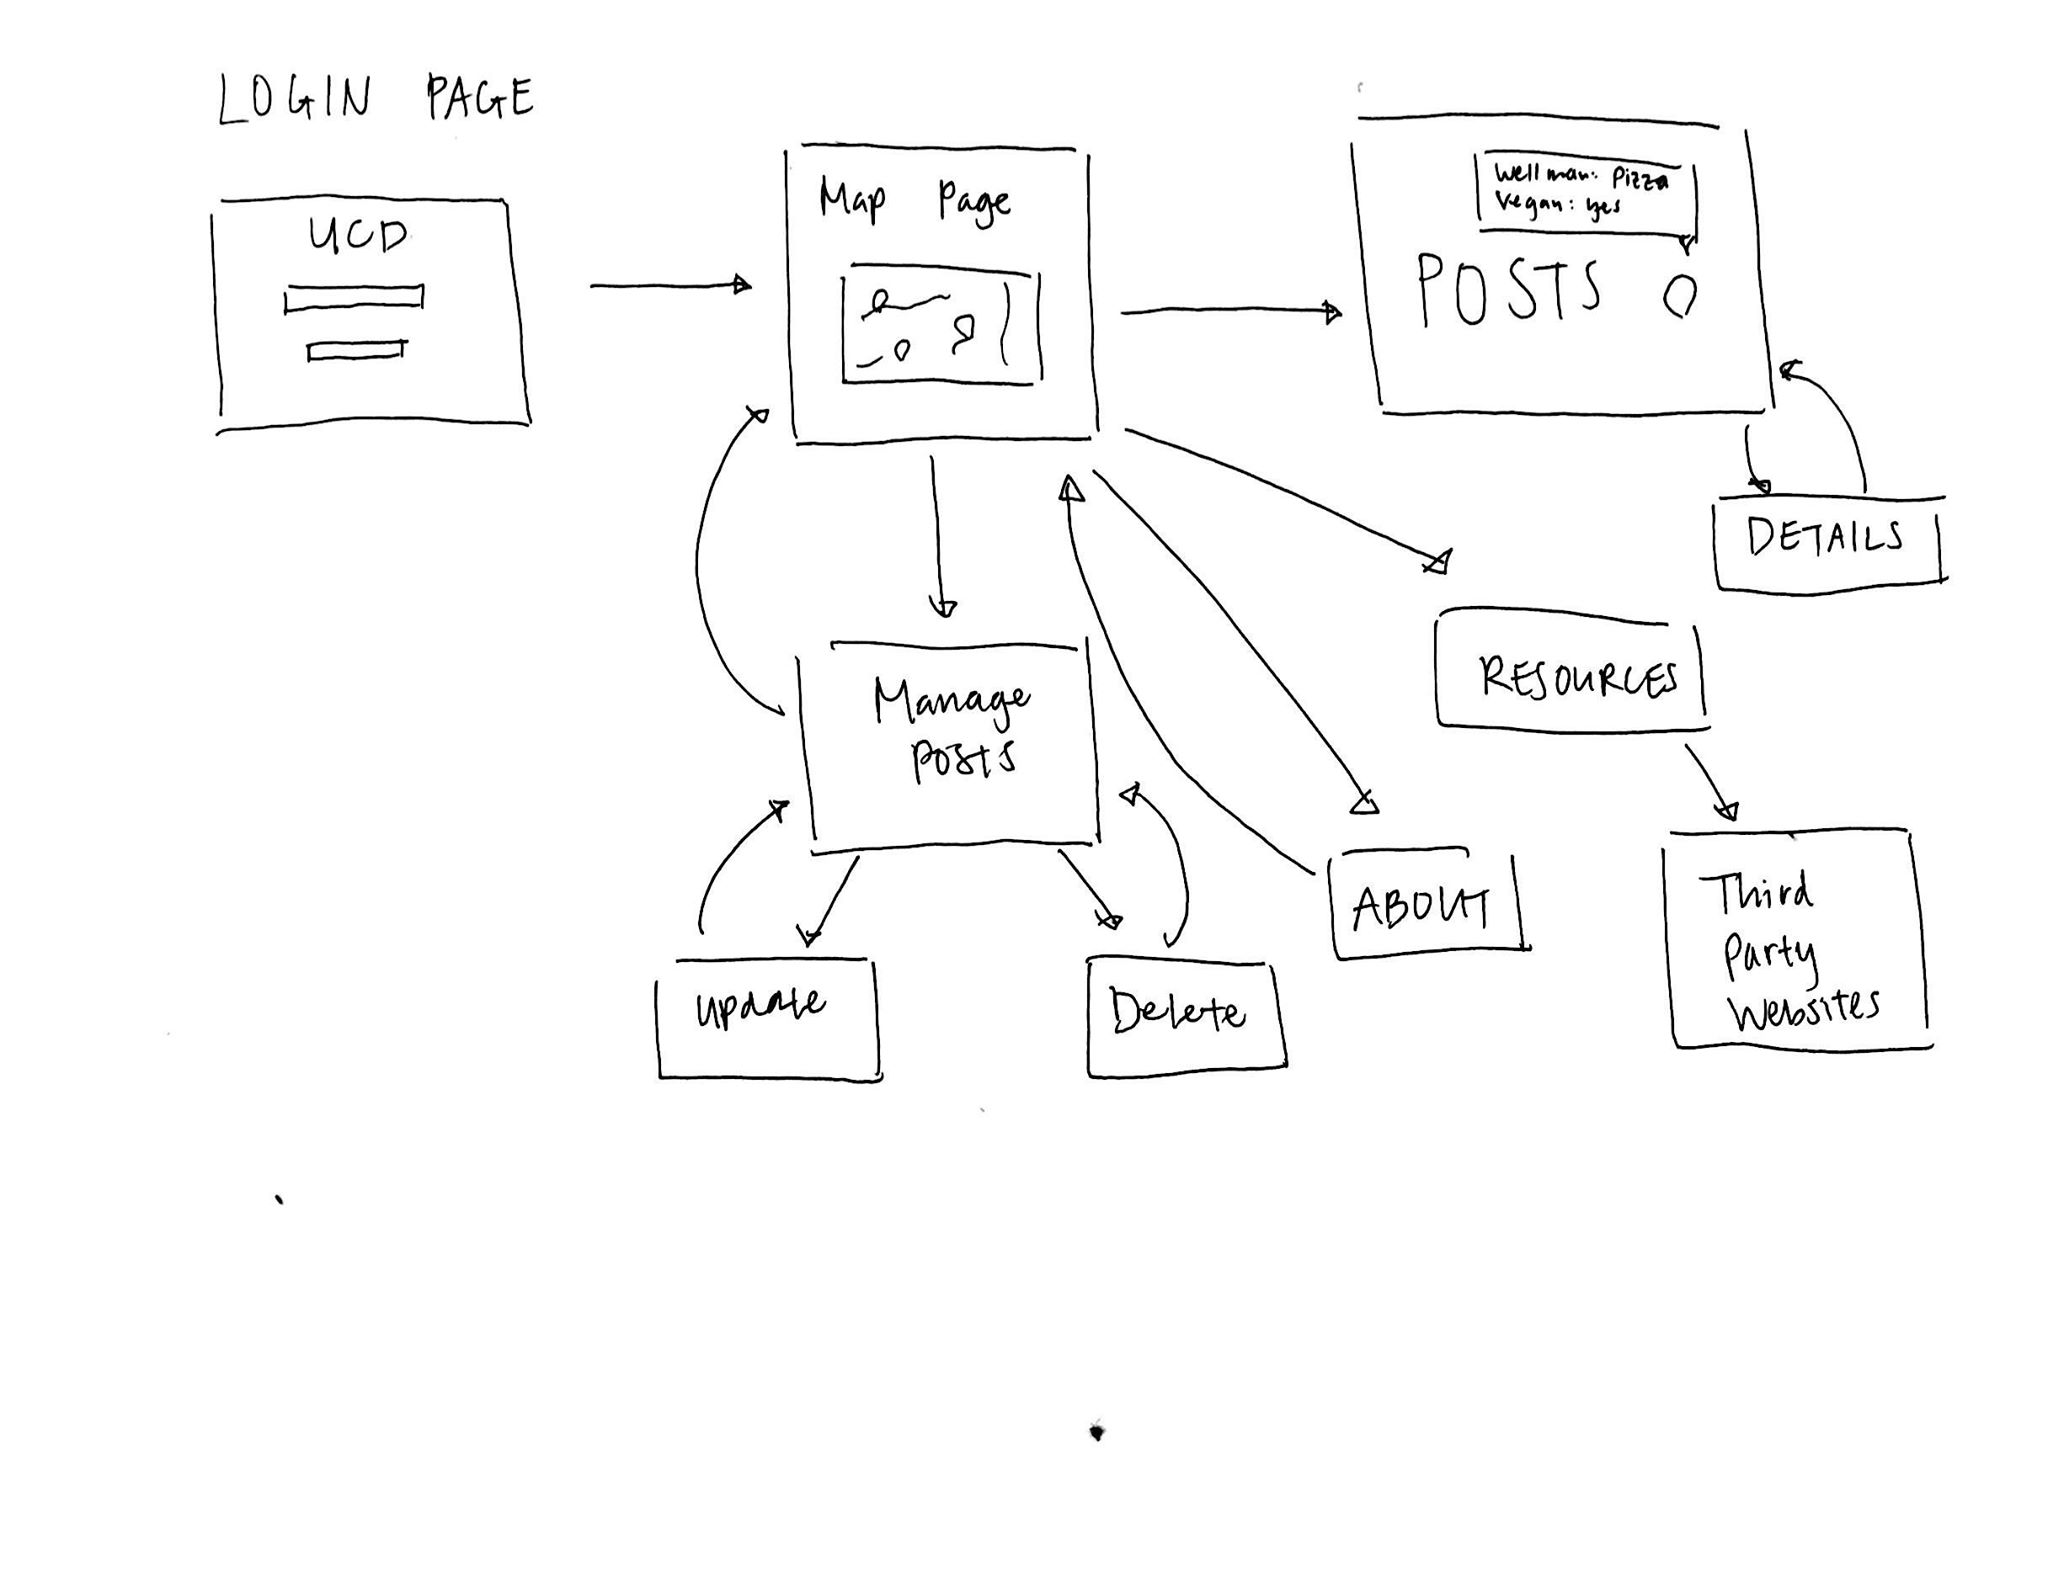 LOGIN PAGE
UCD
Map Page
Wellman: Pizza
Vegan: yes
POSTS
DETAILS
RESOURCES
Manage
Posts
ABOUT
Third
Party
Websites
Update
Delete